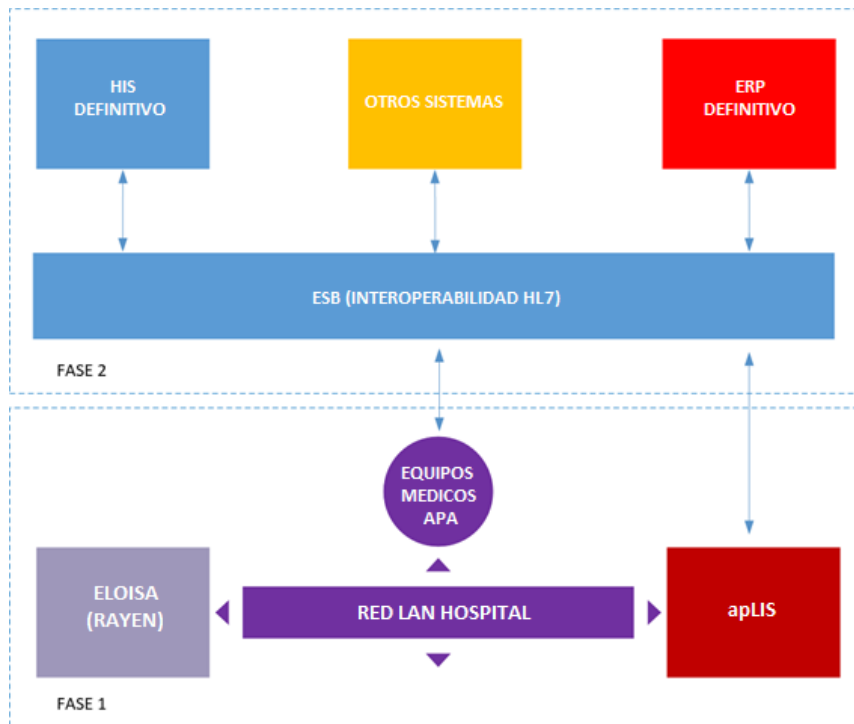 HIS
DEFINITIVO
OTROS SISTEMAS
ERP
DEFINITIVO
ESB (INTEROPERABILIDAD HL7)
FASE 2
EQUIPOS
MEDICOS
APA
ELOISA
(RAYEN)
RED LAN HOSPITAL
apLIS
FASE 1